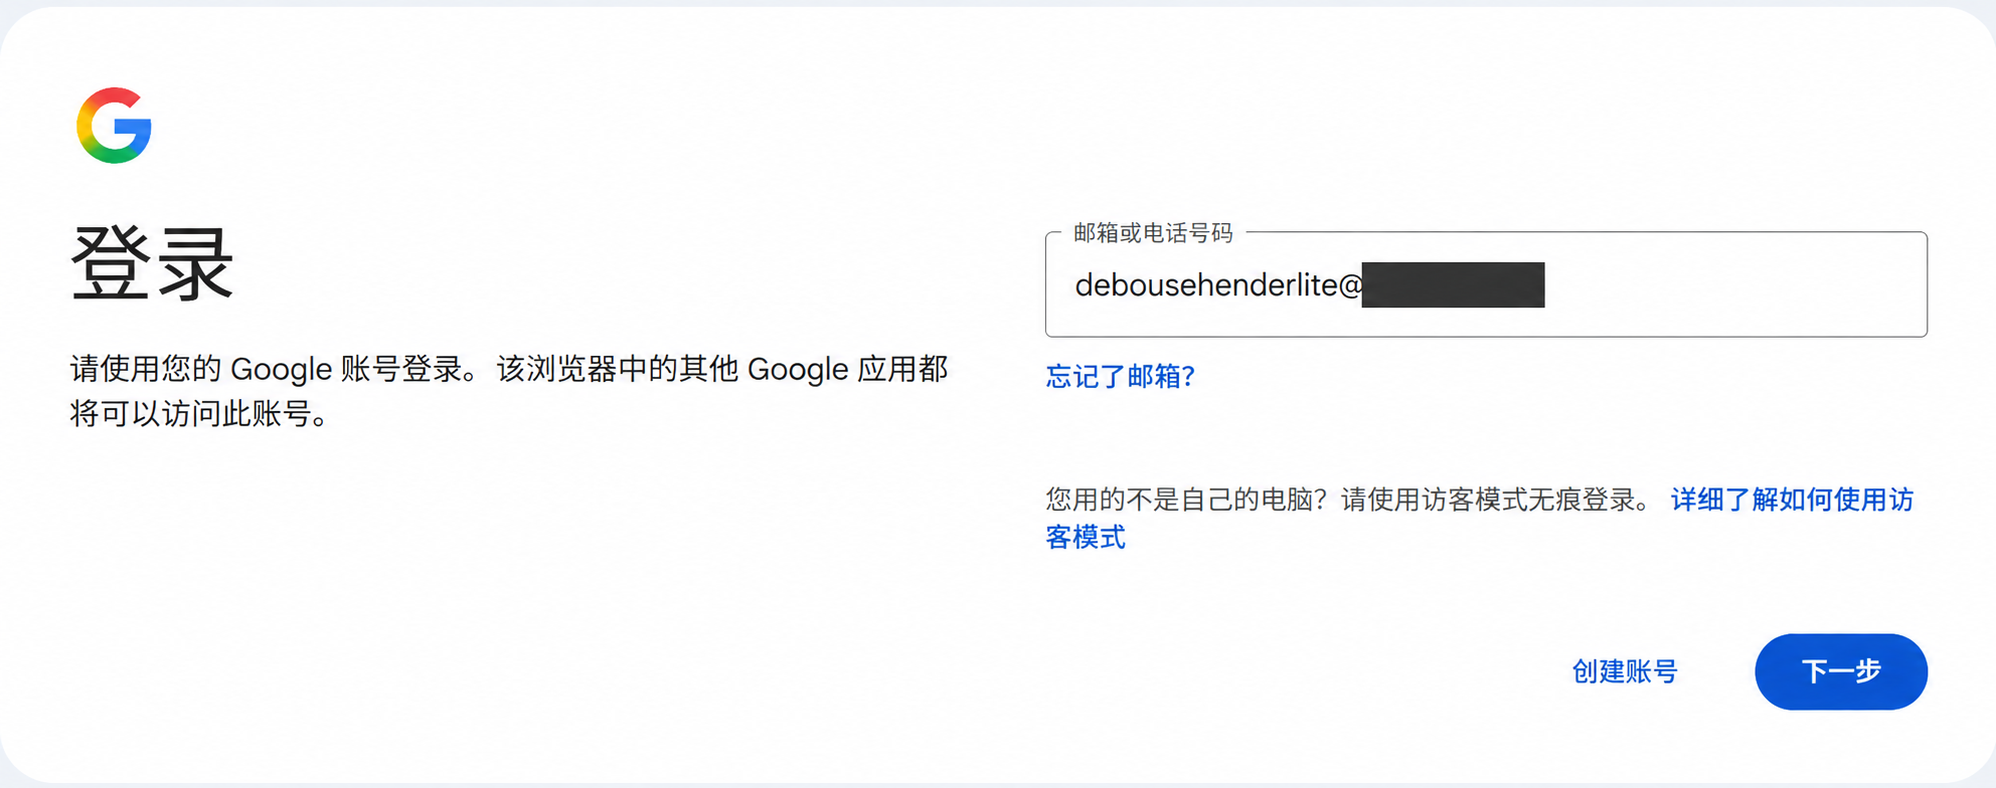 登录
请使用您的 Google 账号登录。 该浏览器中的其他 Google 应用都
将可以访问此账号。
邮箱或电话号码
debousehenderlite@
忘记了邮箱？
您用的不是自己的电脑？请使用访客模式无痕登录。 详细了解如何使用访
客模式
创建账号
下一步